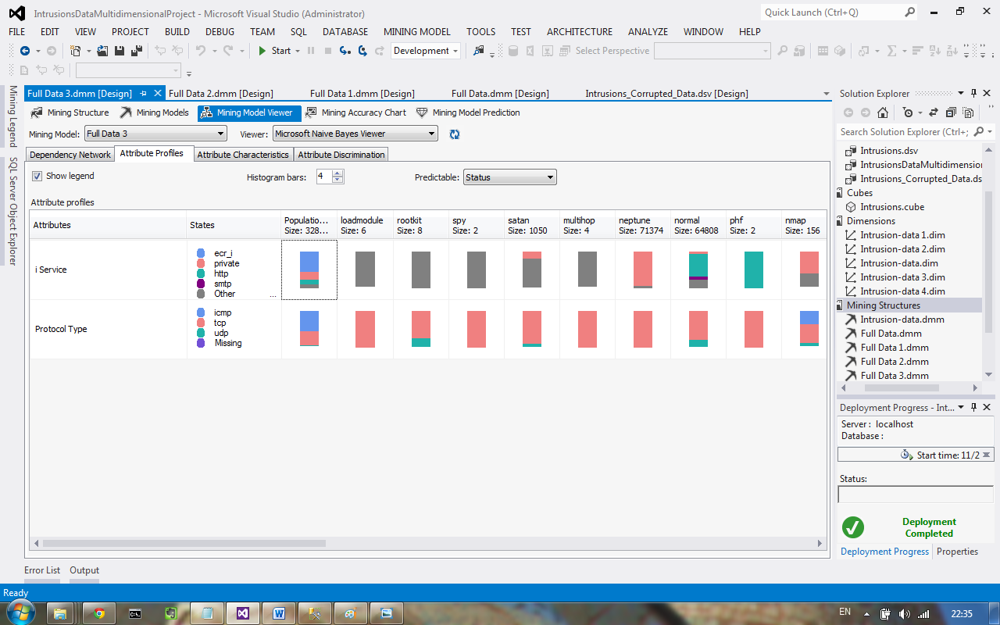 IntrusionsDataMultidimensionalProject - Microsoft Visual Studio (Administrator)
Quick Launch (Ctrl+Q)
FILE EDIT VIEW PROJECT BUILD DEBUG TEAM SQL DATABASE MINING MODEL TOOLS TEST ARCHITECTURE ANALYZE WINDOW HELP
Start Development Select Perspective
Mining Legend
SQL Server Object Explorer
Full Data 3.dmm [Design] Full Data 2.dmm [Design] Full Data 1.dmm [Design] Full Data.dmm [Design] Intrusions_Corrupted_Data.dsv [Design]
Mining Structure Mining Models Mining Model Viewer Mining Accuracy Chart Mining Model Prediction
Mining Model: Full Data 3 Viewer: Microsoft Naive Bayes Viewer
Dependency Network Attribute Profiles Attribute Characteristics Attribute Discrimination
Show legend Histogram bars: 4 Predictable: Status
Attribute profiles
Attributes States Populatio... loadmodule rootkit spy satan multihop neptune normal phf nmap
Size: 328... Size: 6 Size: 8 Size: 2 Size: 1050 Size: 4 Size: 71374 Size: 64808 Size: 2 Size: 156
i Service
ecr_i
private
http
smtp
Other ...
Protocol Type
icmp
tcp
udp
Missing
Solution Explorer
Search Solution Explorer (Ctrl+;
Intrusions.dsv
IntrusionsDataMultidimension
Intrusions_Corrupted_Data.ds
Cubes
Intrusions.cube
Dimensions
Intrusion-data 1.dim
Intrusion-data 2.dim
Intrusion-data.dim
Intrusion-data 3.dim
Intrusion-data 4.dim
Mining Structures
Intrusion-data.dmm
Full Data.dmm
Full Data 1.dmm
Full Data 2.dmm
Full Data 3.dmm
Deployment Progress - Int...
Server : localhost
Database :
Start time: 11/2
Status:
Deployment
Completed
Deployment Progress Properties
Error List Output
Ready
EN 22:35